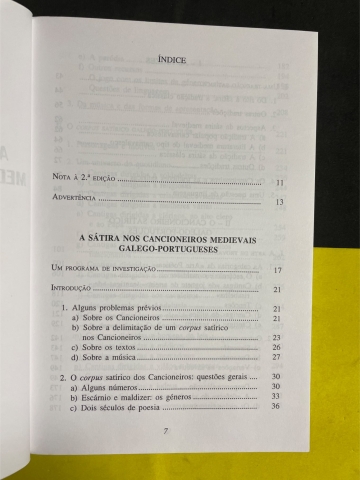 ÍNDICE
NOTA À 2.ª EDIÇÃO ... 11
ADVERTÊNCIA ... 13
A SÁTIRA NOS CANCIONEIROS MEDIEVAIS
GALEGO-PORTUGUESES
UM PROGRAMA DE INVESTIGAÇÃO ... 17
INTRODUÇÃO ... 21
1. Alguns problemas prévios ... 21
a) Sobre os Cancioneiros ... 21
b) Sobre a delimitação de um corpus satírico
nos Cancioneiros ... 23
c) Sobre os textos ... 26
d) Sobre a música ... 27
2. O corpus satírico dos Cancioneiros: questões gerais .... 30
a) Alguns números ... 30
b) Escárnio e maldizer: os géneros ... 33
c) Dois séculos de poesia ... 36
7